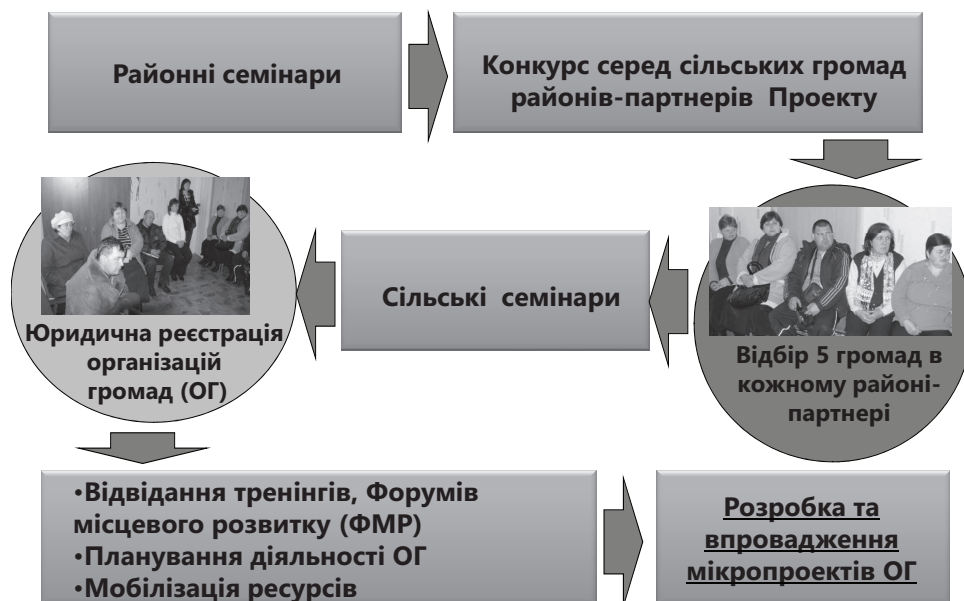 Районні семінари
Конкурс серед сільських громад
районів-партнерів Проекту
Відбір 5 громад в
кожному районі-
партнері
Сільські семінари
Юридична реєстрація
організацій
громад (ОГ)
•Відвідання тренінгів, Форумів
місцевого розвитку (ФМР)
•Планування діяльності ОГ
•Мобілізація ресурсів
Розробка та
впровадження
мікропроектів ОГ